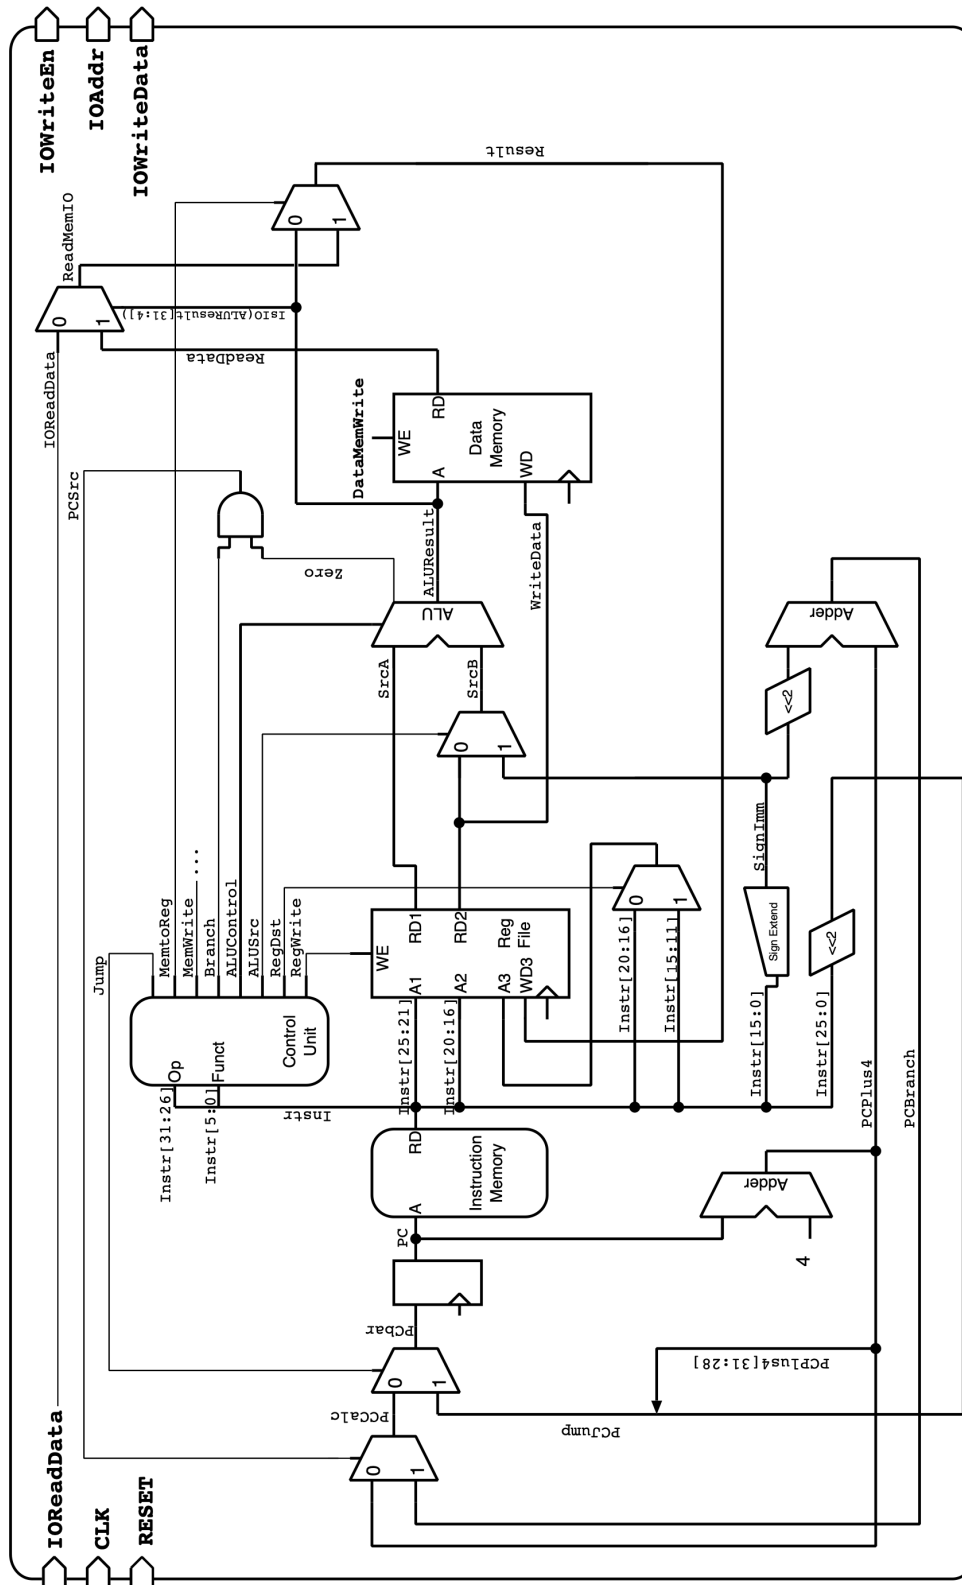 IOWriteEn
IOAddr
IOWriteData
Result
ReadMemIO
0
1
0
1
IsIO(ALUResult[31:4])
IOReadData
ReadData
PCSrc
DataMemWrite
WE
A
RD
Data
Memory
WD
Zero
ALUResult
WriteData
ALU
Adder
SrcA
SrcB
0
1
<<2
SignImm
Jump
MemtoReg
MemWrite ...
Branch
ALUControl
ALUSrc
RegDst
RegWrite
Op
Funct
Control
Unit
Instr[31:26]
Instr[5:0]
Instr
WE
A1
RD1
A2
RD2
A3
Reg
File
WD3
Instr[25:21]
Instr[20:16]
0
1
Instr[20:16]
Instr[15:11]
Sign Extend
<<2
Instr[15:0]
Instr[25:0]
PCPlus4
PCBranch
A
RD
Instruction
Memory
PC
Adder
4
PCbar
0
1
PCPlus4[31:28]
PCCalc
PCJump
0
1
IOReadData
CLK
RESET